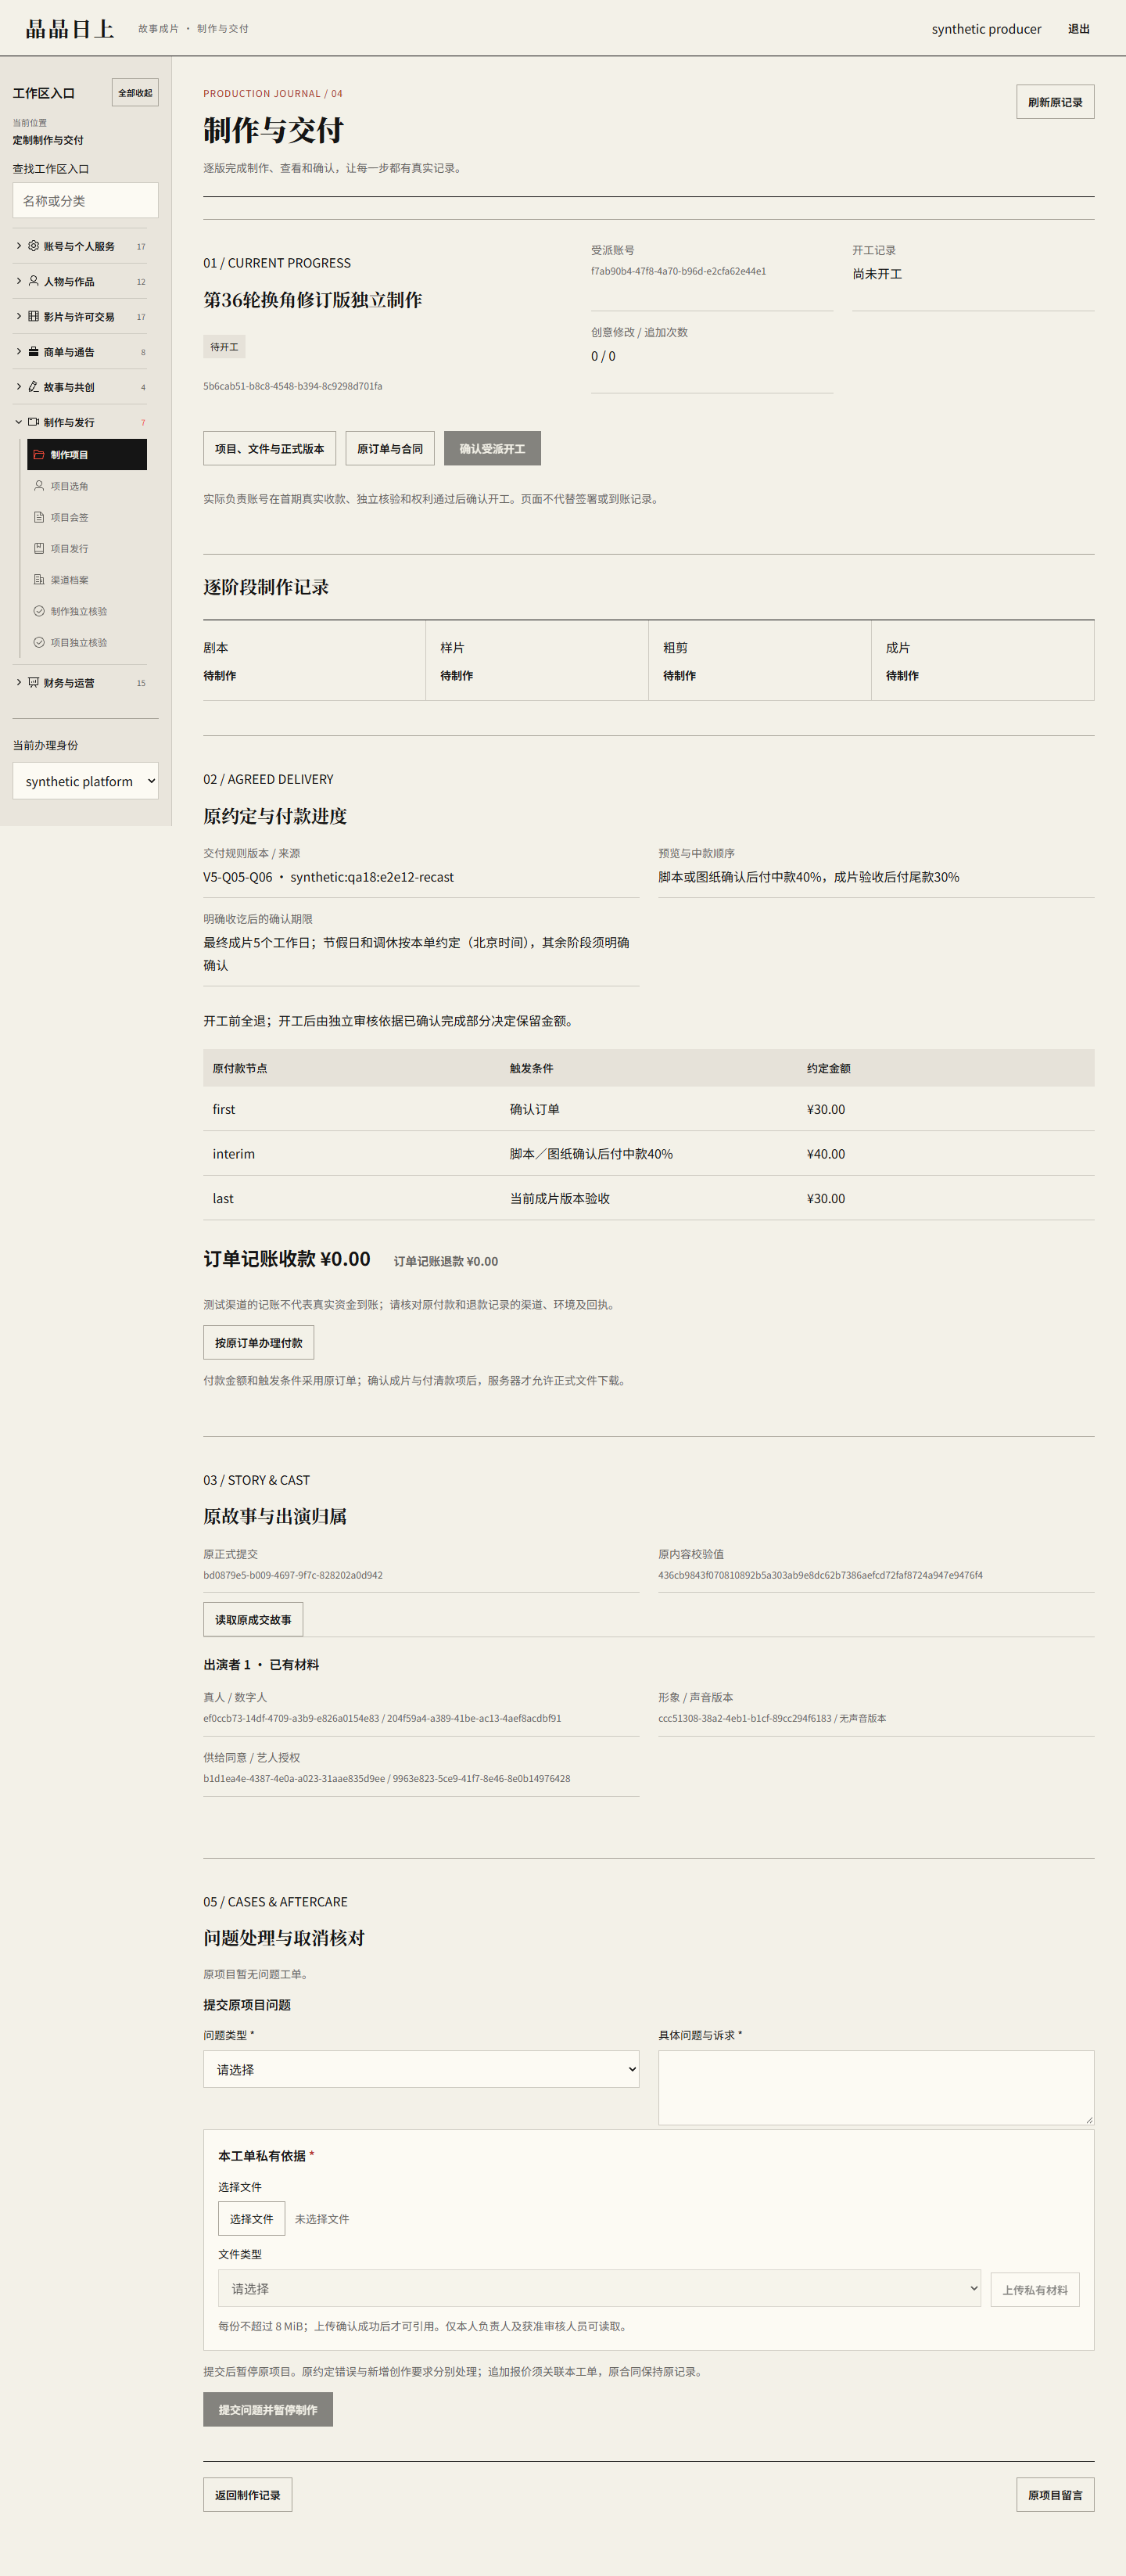 晶晶日上
故事成片 · 制作与交付
synthetic producer
退出
工作区入口
全部收起
当前位置
定制制作与交付
查找工作区入口
名称或分类
账号与个人服务 17
人物与作品 12
影片与许可交易 17
商单与通告 8
故事与共创 4
制作与发行 7
制作项目
项目选角
项目会签
项目发行
渠道档案
制作独立核验
项目独立核验
财务与运营 15
当前办理身份
synthetic platform
PRODUCTION JOURNAL / 04
制作与交付
逐版完成制作、查看和确认，让每一步都有真实记录。
刷新原记录
01 / CURRENT PROGRESS
第36轮换角修订版独立制作
待开工
5b6cab51-b8c8-4548-b394-8c9298d701fa
受派账号
f7ab90b4-47f8-4a70-b96d-e2cfa62e44e1
开工记录
尚未开工
创意修改 / 追加次数
0 / 0
项目、文件与正式版本
原订单与合同
确认受派开工
实际负责账号在首期真实收款、独立核验和权利通过后确认开工。页面不代替签署或到账记录。
逐阶段制作记录
剧本
待制作
样片
待制作
粗剪
待制作
成片
待制作
02 / AGREED DELIVERY
原约定与付款进度
交付规则版本 / 来源
V5-Q05-Q06 · synthetic:qa18:e2e12-recast
预览与中款顺序
脚本或图纸确认后付中款40%，成片验收后付尾款30%
明确收讫后的确认期限
最终成片5个工作日；节假日和调休按本单约定（北京时间），其余阶段须明确
确认
开工前全退；开工后由独立审核依据已确认完成部分决定保留金额。
原付款节点 触发条件 约定金额
first 确认订单 ¥30.00
interim 脚本／图纸确认后付中款40% ¥40.00
last 当前成片版本验收 ¥30.00
订单记账收款 ¥0.00 订单记账退款 ¥0.00
测试渠道的记账不代表真实资金到账；请核对原付款和退款记录的渠道、环境及回执。
按原订单办理付款
付款金额和触发条件采用原订单；确认成片与付清款项后，服务器才允许正式文件下载。
03 / STORY & CAST
原故事与出演归属
原正式提交
bd0879e5-b009-4697-9f7c-828202a0d942
原内容校验值
436cb9843f070810892b5a303ab9e8dc62b7386aefcd72faf8724a947e9476f4
读取原成交故事
出演者 1 · 已有材料
真人 / 数字人
ef0ccb73-14df-4709-a3b9-e826a0154e83 / 204f59a4-a389-41be-ac13-4aef8acdbf91
形象 / 声音版本
ccc51308-38a2-4eb1-b1cf-89cc294f6183 / 无声音版本
供给同意 / 艺人授权
b1d1ea4e-4387-4e0a-a023-31aae835d9ee / 9963e823-5ce9-41f7-8e46-8e0b14976428
05 / CASES & AFTERCARE
问题处理与取消核对
原项目暂无问题工单。
提交原项目问题
问题类型 *
请选择
具体问题与诉求 *
本工单私有依据 *
选择文件
选择文件 未选择文件
文件类型
请选择
上传私有材料
每份不超过 8 MiB；上传确认成功后才可引用。仅本人负责人及获准审核人员可读取。
提交后暂停原项目。原约定错误与新增创作要求分别处理；追加报价须关联本工单，原合同保持原记录。
提交问题并暂停制作
返回制作记录
原项目留言